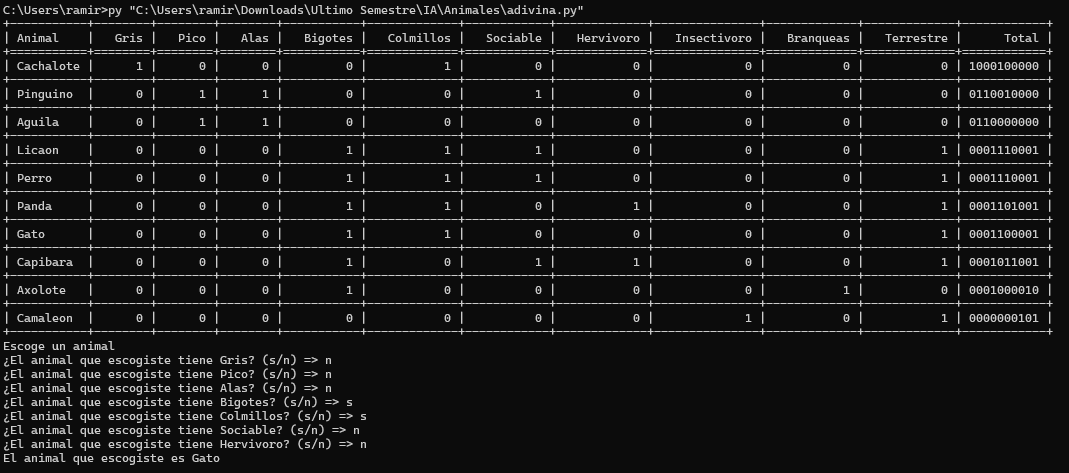 C:\Users\ramir>py "C:\Users\ramir\Downloads\Ultimo Semestre\IA\Animales\adivina.py"
| Animal | Gris | Pico | Alas | Bigotes | Colmillos | Sociable | Hervivoro | Insectivoro | Branqueas | Terrestre | Total |
| Cachalote | 1 | 0 | 0 | 0 | 1 | 0 | 0 | 0 | 0 | 0 | 1000100000 |
| Pinguino | 0 | 1 | 1 | 0 | 0 | 1 | 0 | 0 | 0 | 0 | 0110010000 |
| Aguila | 0 | 1 | 1 | 0 | 0 | 0 | 0 | 0 | 0 | 0 | 0110000000 |
| Licaon | 0 | 0 | 0 | 1 | 1 | 1 | 0 | 0 | 0 | 1 | 0001110001 |
| Perro | 0 | 0 | 0 | 1 | 1 | 1 | 0 | 0 | 0 | 1 | 0001110001 |
| Panda | 0 | 0 | 0 | 1 | 1 | 0 | 1 | 0 | 0 | 1 | 0001101001 |
| Gato | 0 | 0 | 0 | 1 | 1 | 0 | 0 | 0 | 0 | 1 | 0001100001 |
| Capibara | 0 | 0 | 0 | 1 | 0 | 1 | 1 | 0 | 0 | 1 | 0001011001 |
| Axolote | 0 | 0 | 0 | 1 | 0 | 0 | 0 | 0 | 1 | 0 | 0001000010 |
| Camaleon | 0 | 0 | 0 | 0 | 0 | 0 | 0 | 1 | 0 | 1 | 0000000101 |
Escoge un animal
¿El animal que escogiste tiene Gris? (s/n) => n
¿El animal que escogiste tiene Pico? (s/n) => n
¿El animal que escogiste tiene Alas? (s/n) => n
¿El animal que escogiste tiene Bigotes? (s/n) => s
¿El animal que escogiste tiene Colmillos? (s/n) => s
¿El animal que escogiste tiene Sociable? (s/n) => n
¿El animal que escogiste tiene Hervivoro? (s/n) => n
El animal que escogiste es Gato